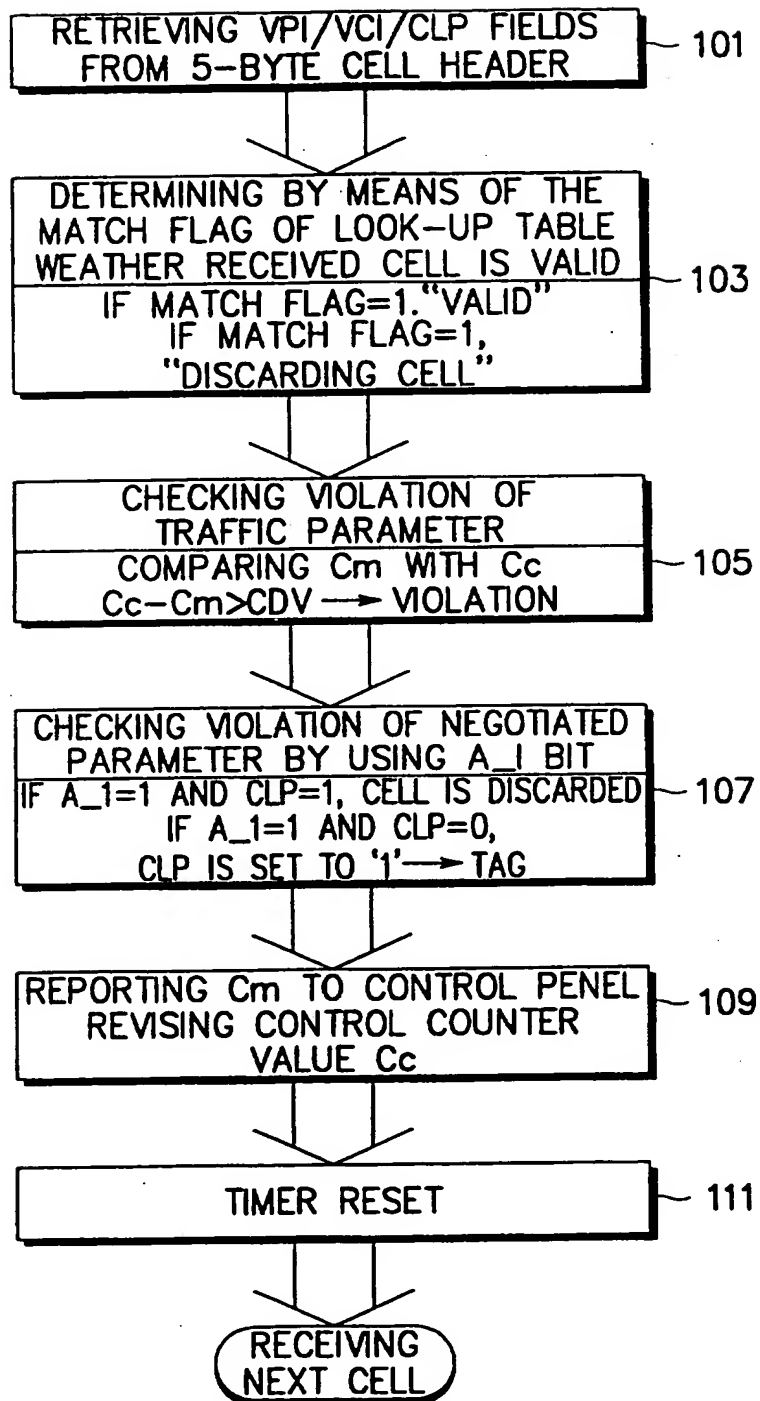 RETRIEVING VPI/VCI/CLP FIELDS
FROM 5-BYTE CELL HEADER
101
DETERMINING BY MEANS OF THE
MATCH FLAG OF LOOK-UP TABLE
WEATHER RECEIVED CELL IS VALID
IF MATCH FLAG=1."VALID"
IF MATCH FLAG=1,
"DISCARDING CELL"
103
CHECKING VIOLATION OF
TRAFFIC PARAMETER
COMPARING Cm WITH Cc
Cc-Cm>CDV → VIOLATION
105
CHECKING VIOLATION OF NEGOTIATED
PARAMETER BY USING A_I BIT
IF A_1=1 AND CLP=1, CELL IS DISCARDED
IF A_1=1 AND CLP=0,
CLP IS SET TO '1'→ TAG
107
REPORTING Cm TO CONTROL PENEL
REVISING CONTROL COUNTER
VALUE Cc
109
TIMER RESET
111
RECEIVING
NEXT CELL